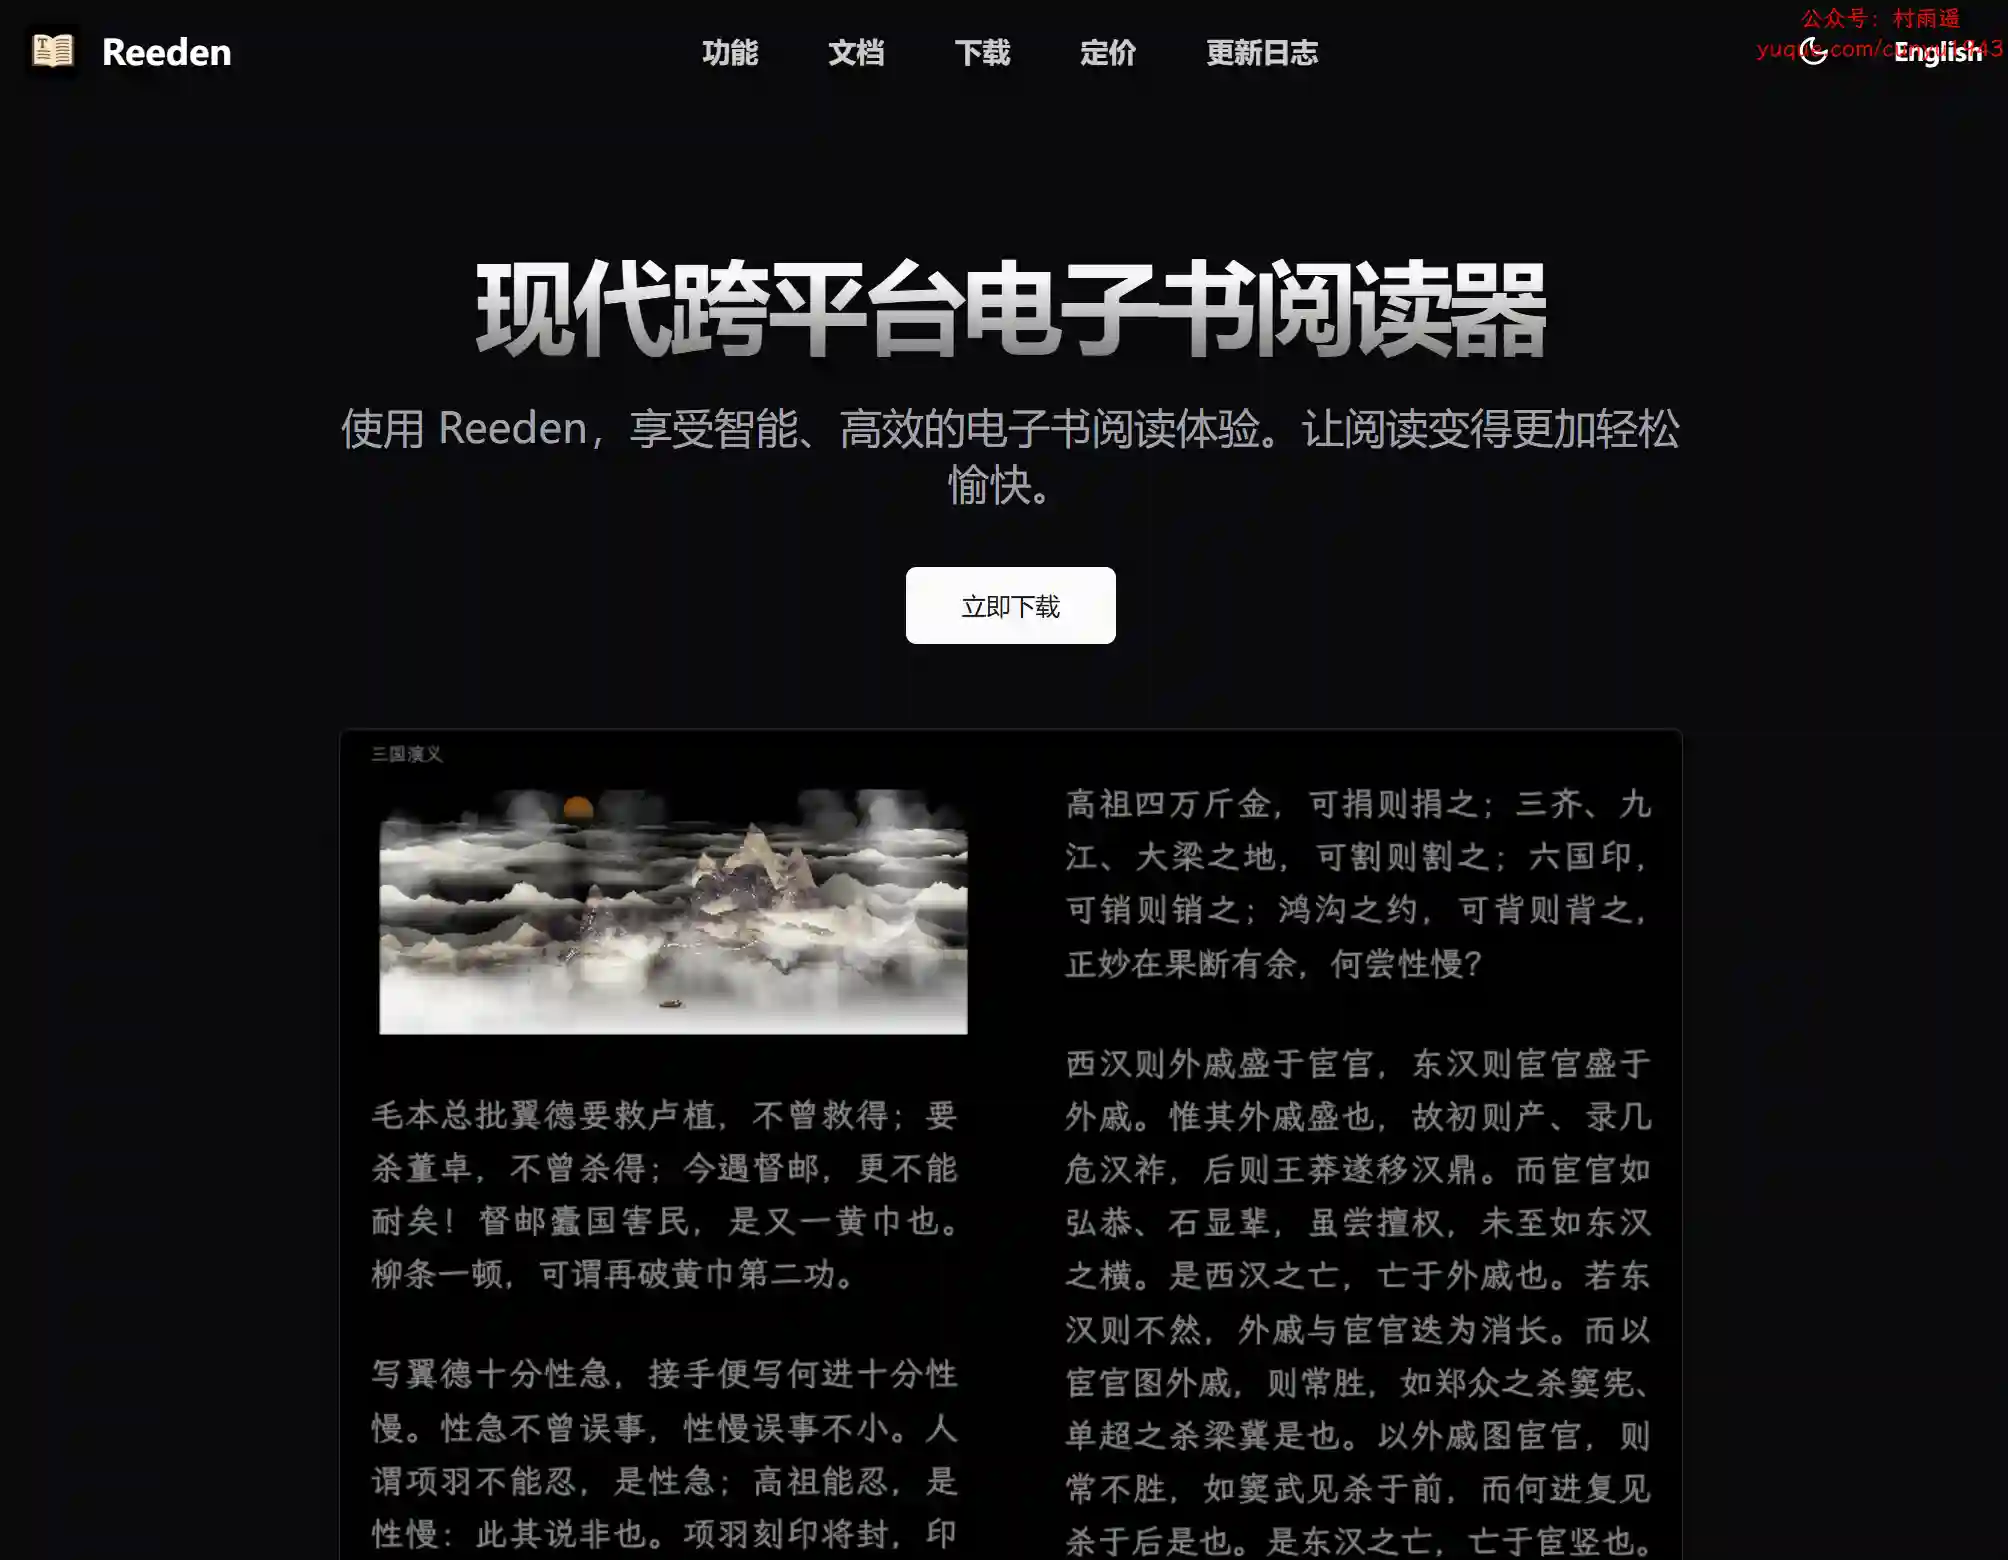 Reeden
功能
文档
下载
定价
更新日志
公众号：村雨遥
yuque.com/cunyu1943
English
现代跨平台电子书阅读器
使用 Reeden，享受智能、高效的电子书阅读体验。让阅读变得更加轻松
愉快。
立即下载
三国演义
毛本总批翼德要救卢植，不曾救得；要
杀董卓，不曾杀得；今遇督邮，更不能
耐矣！督邮蠹国害民，是又一黄巾也。
柳条一顿，可谓再破黄巾第二功。
写翼德十分性急，接手便写何进十分性
慢。性急不曾误事，性慢误事不小。人
谓项羽不能忍，是性急；高祖能忍，是
性慢：此其说非也。项羽刻印将封，印
高祖四万斤金，可捐则捐之；三齐、九
江、大梁之地，可割则割之；六国印，
可销则销之；鸿沟之约，可背则背之，
正妙在果断有余，何尝性慢？
西汉则外戚盛于宦官，东汉则宦官盛于
外戚。惟其外戚盛也，故初则产、录几
危汉祚，后则王莽遂移汉鼎。而宦官如
弘恭、石显辈，虽尝擅权，未至如东汉
之横。是西汉之亡，亡于外戚也。若东
汉则不然，外戚与宦官迭为消长。而以
宦官图外戚，则常胜，如郑众之杀窦宪、
单超之杀梁冀是也。以外戚图宦官，则
常不胜，如窦武见杀于前，而何进复见
杀于后是也。是东汉之亡，亡于宦竖也。